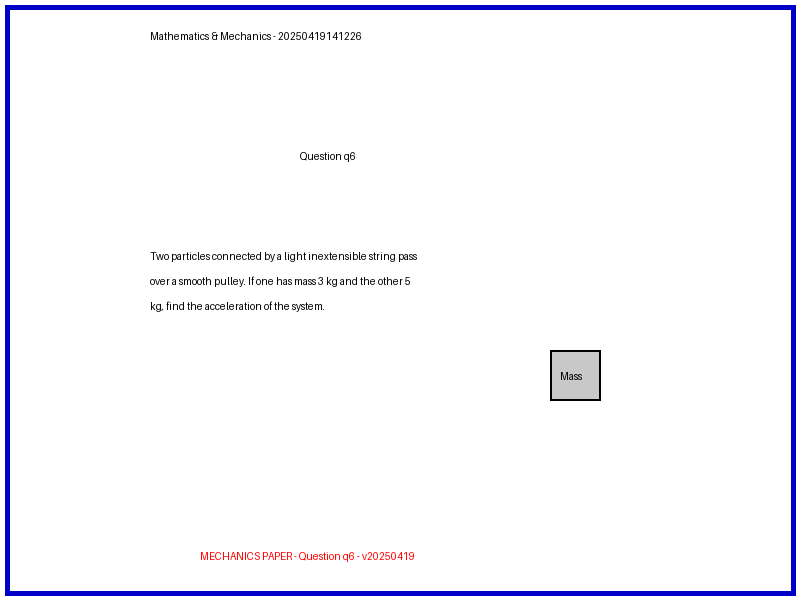 Mathematics & Mechanics - 20250419141226
Question q6
Two particles connected by a light inextensible string pass
over a smooth pulley. If one has mass 3 kg and the other 5
kg, find the acceleration of the system.
Mass
MECHANICS PAPER - Question q6 - v20250419